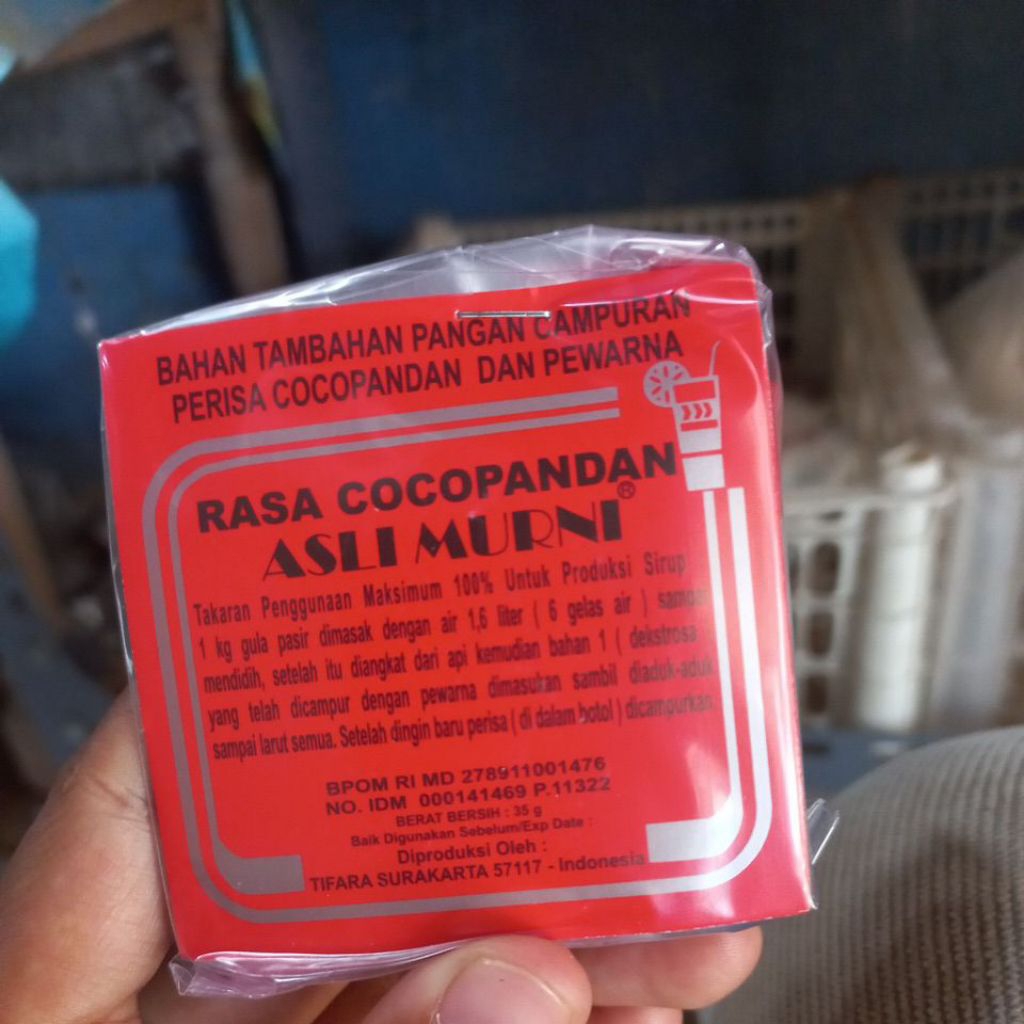 BAHAN TAMBAHAN PANGAN CAMPURAN
PERISA COCOPANDAN DAN PEWARNA
RASA COCOPANDAN
ASLI MURNI®
Takaran Penggunaan Maksimum 100% Untuk Produksi Sirup
1 kg gula pasir dimasak dengan air 1,6 liter ( 6 gelas air ) sampai
mendidih, setelah itu diangkat dari api kemudian bahan 1 ( dekstrosa
yang telah dicampur dengan pewarna dimasukan sambil diaduk-aduk
sampai larut semua. Setelah dingin baru perisa ( di dalam botol ) dicampurkan
BPOM RI MD 278911001476
NO. IDM 000141469 P.11322
BERAT BERSIH : 35 g
Baik Digunakan Sebelum/Exp Date :
Diproduksi Oleh :
TIFARA SURAKARTA 57117 - Indonesia